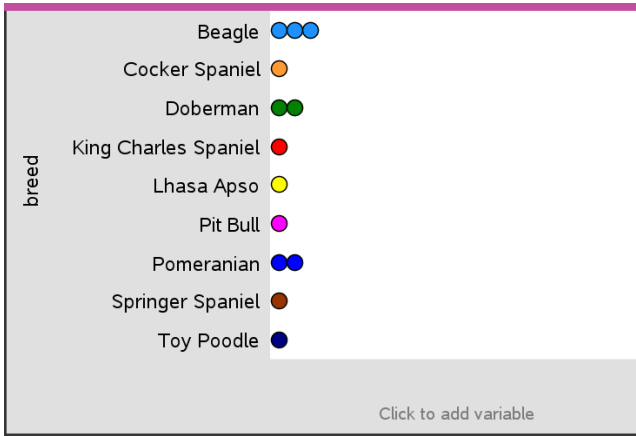 Beagle
Cocker Spaniel
Doberman
King Charles Spaniel
breed
Lhasa Apso
Pit Bull
Pomeranian
Springer Spaniel
Toy Poodle
Click to add variable